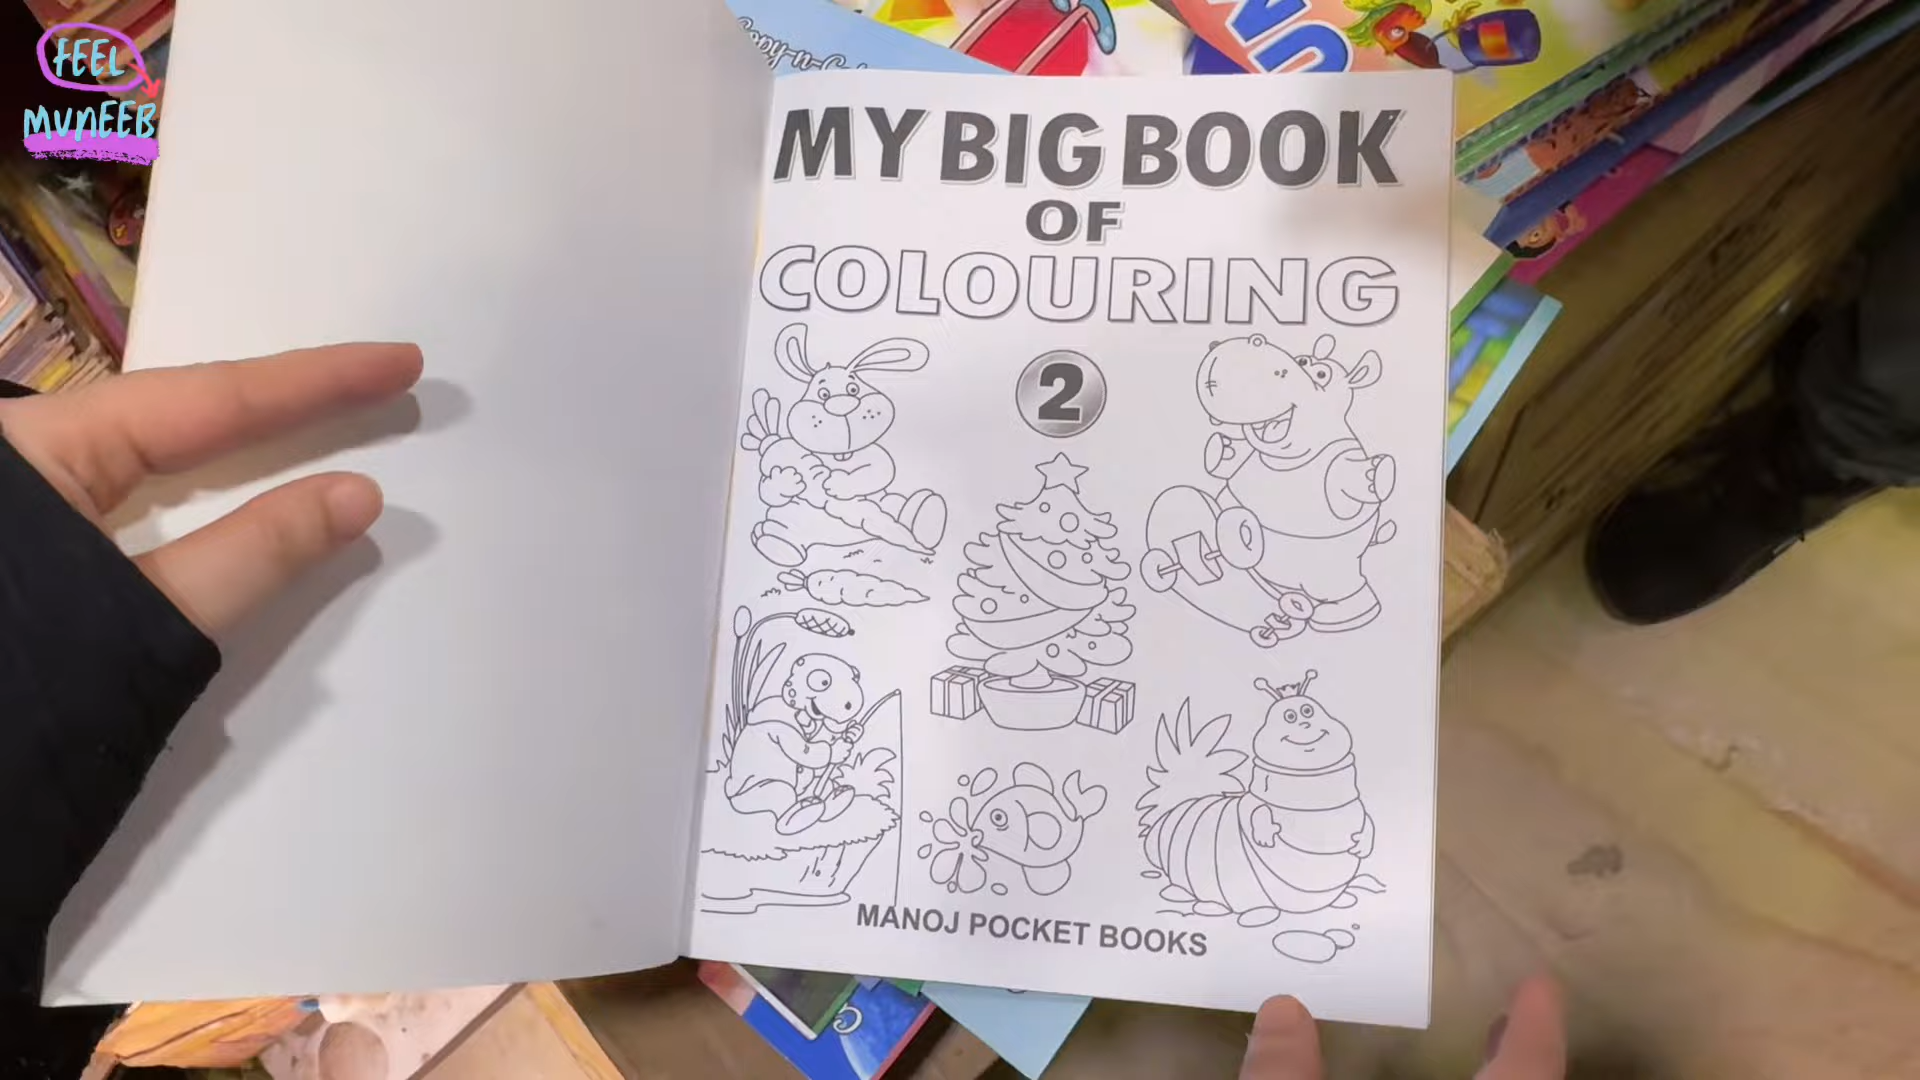 FEEL
MUNEEB
MY BIG BOOK
OF
COLOURING
2
MANOJ POCKET BOOKS